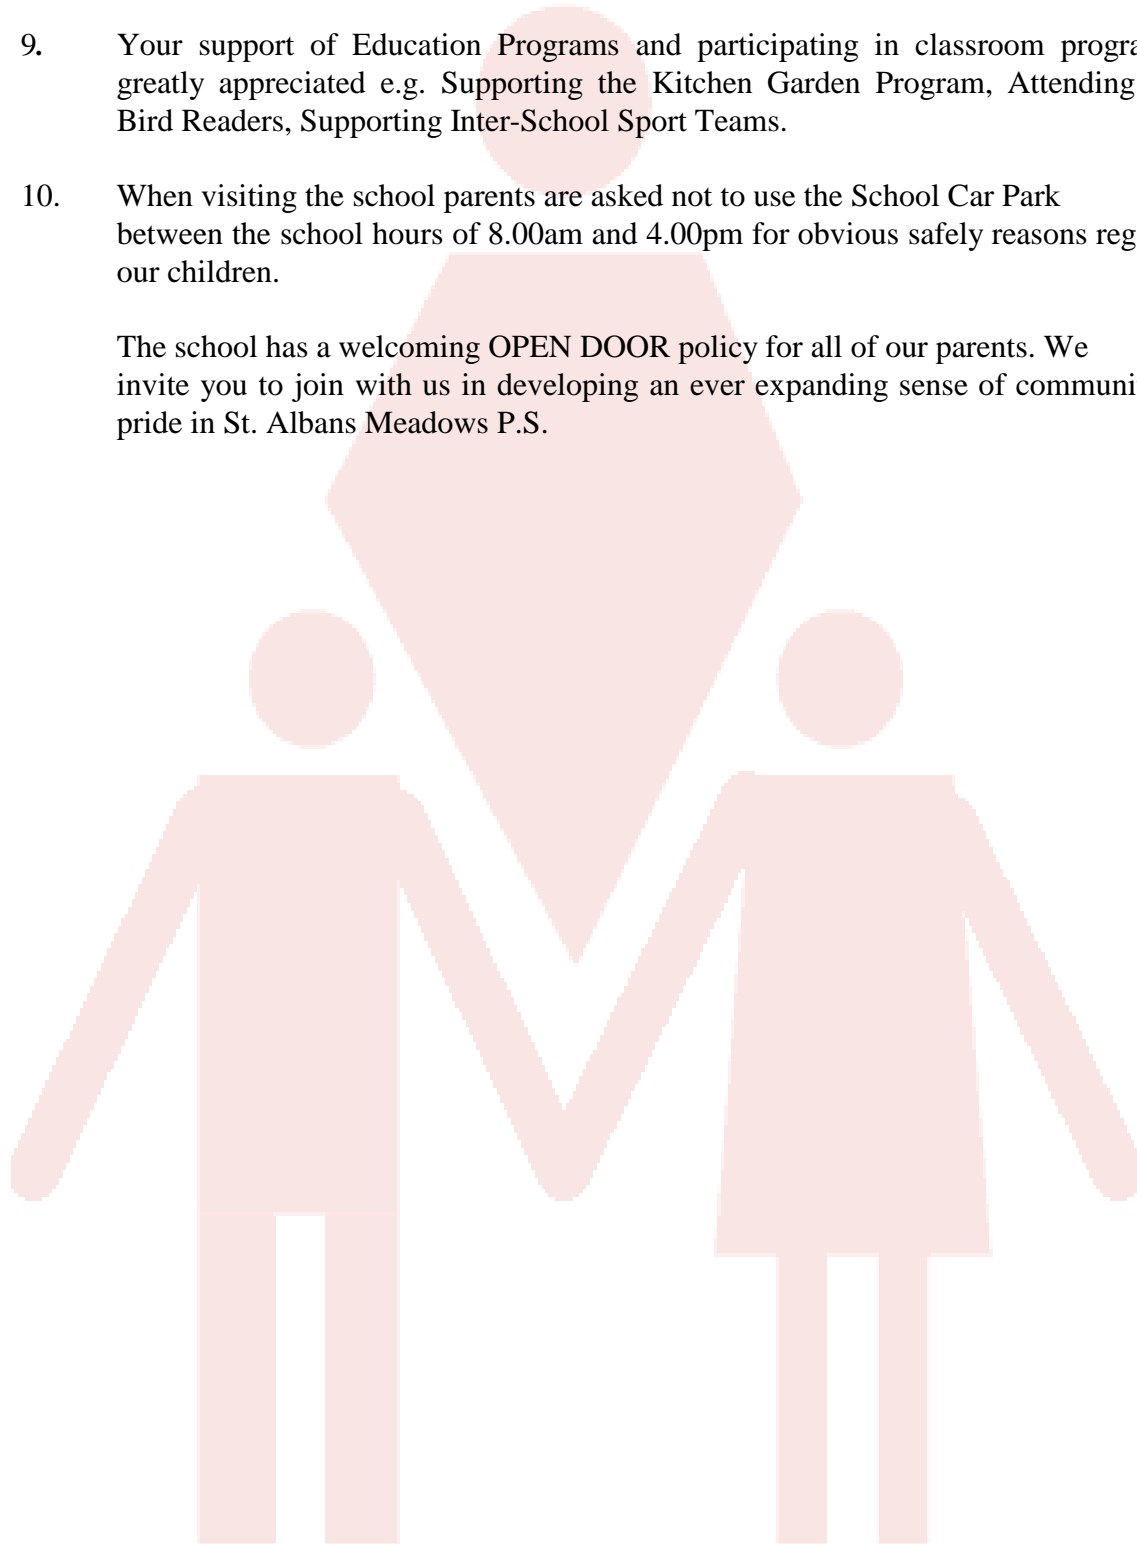 9. Your support of Education Programs and participating in classroom
greatly appreciated e.g. Supporting the Kitchen Garden Program, Attending
Bird Readers, Supporting Inter-School Sport Teams.
10. When visiting the school parents are asked not to use the School Car Park
between the school hours of 8.00am and 4.00pm for obvious safely reasons
our children.
The school has a welcoming OPEN DOOR policy for all of our parents. We
invite you to join with us in developing an ever expanding sense of
pride in St. Albans Meadows P.S.